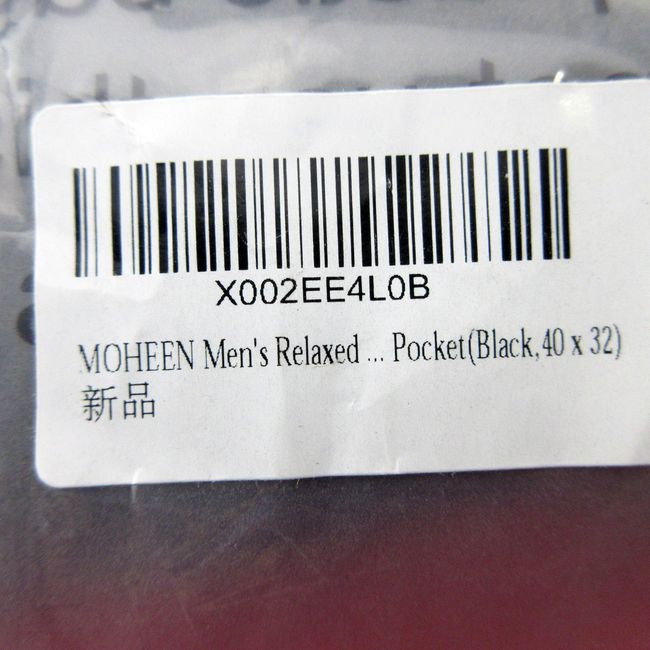 X002EE4L0B
MOHEEN Men's Relaxed ... Pocket(Black,40 x 32)
新品